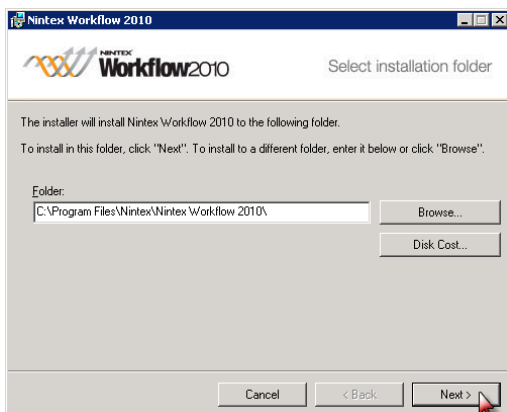 Nintex Workflow 2010
NINTEX
Workflow2010
Select installation folder
The installer will install Nintex Workflow 2010 to the following folder.
To install in this folder, click "Next". To install to a different folder, enter it below or click "Browse".
Folder:
C:\Program Files\Nintex\Nintex Workflow 2010\
Browse...
Disk Cost...
Cancel
< Back
Next >